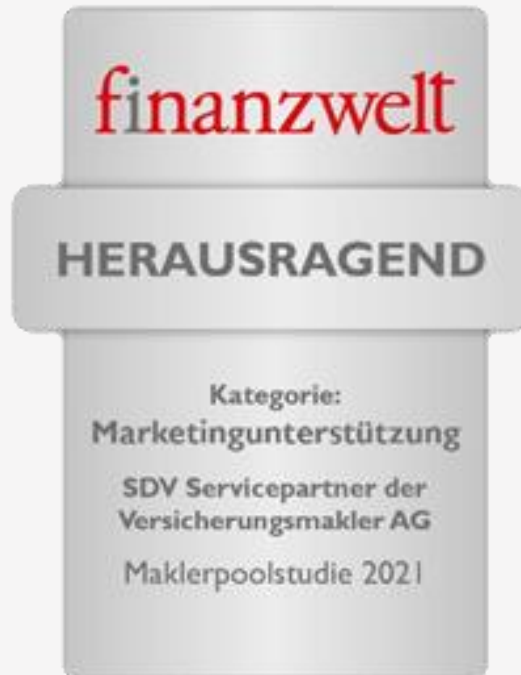 finanzwelt
HERAUSRAGEND
Kategorie:
Marketingunterstützung
SDV Servicepartner der
Versicherungsmakler AG
Maklerpoolstudie 2021